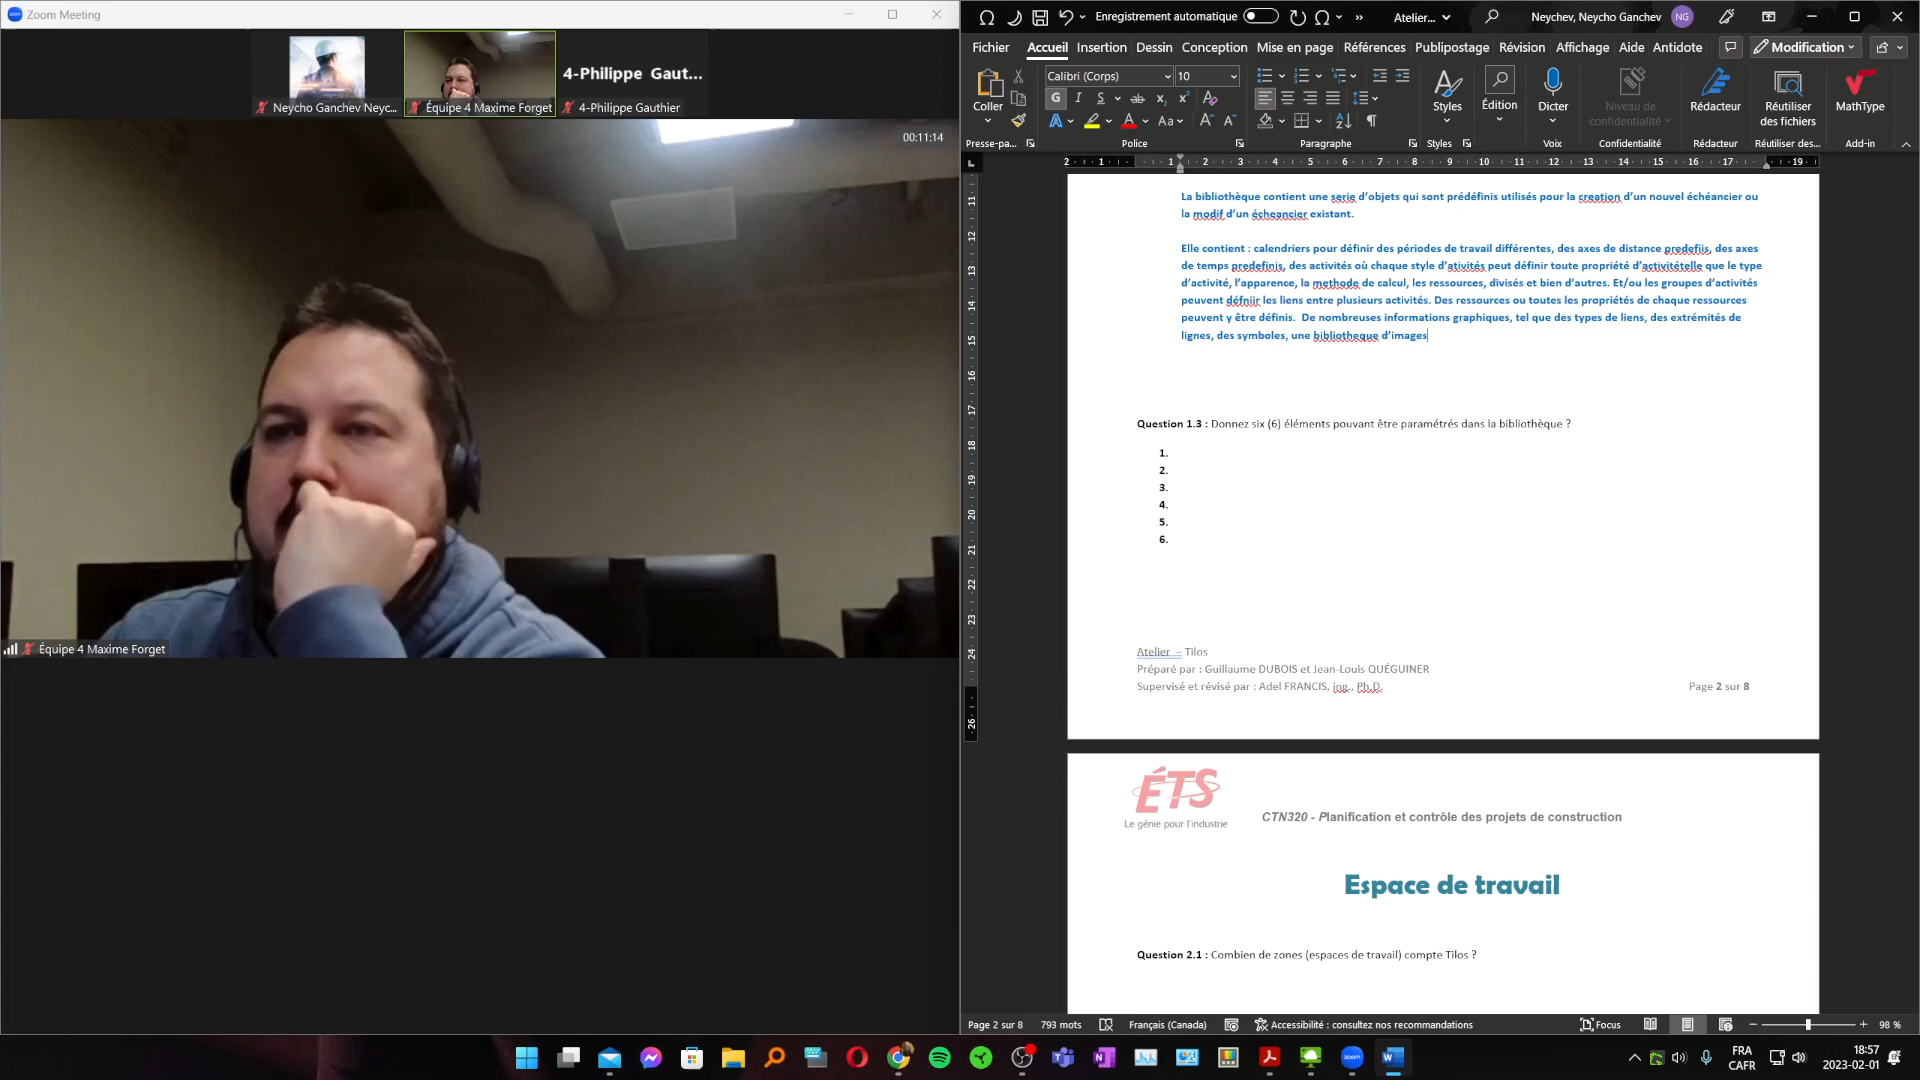 Zoom Meeting
4-Philippe Gaut...
Neycho Ganchev Neyc...
Équipe 4 Maxime Forget
4-Philippe Gauthier
00:11:14
Équipe 4 Maxime Forget
Enregistrement automatique
Atelier...
Neychev, Neycho Ganchev
NG
Fichier Accueil Insertion Dessin Conception Mise en page Références Publipostage Révision Affichage Aide Antidote
Modification
Coller
Calibri (Corps)
10
Styles
Édition
Dicter
Niveau de confidentialité
Rédacteur
Réutiliser des fichiers
MathType
Presse-pa...
Police
Paragraphe
Styles
Voix
Confidentialité
Rédacteur
Réutiliser des...
Add-in
La bibliothèque contient une serie d'objets qui sont prédéfinis utilisés pour la creation d'un nouvel échéancier ou
la modif d'un écheancier existant.
Elle contient : calendriers pour définir des périodes de travail différentes, des axes de distance predefiis, des axes
de temps predefinis, des activités où chaque style d'ativités peut définir toute propriété d'activitételle que le type
d'activité, l'apparence, la methode de calcul, les ressources, divisés et bien d'autres. Et/ou les groupes d'activités
peuvent défniir les liens entre plusieurs activités. Des ressources ou toutes les propriétés de chaque ressources
peuvent y être définis.  De nombreuses informations graphiques, tel que des types de liens, des extrémités de
lignes, des symboles, une bibliotheque d'images
Question 1.3 : Donnez six (6) éléments pouvant être paramétrés dans la bibliothèque ?
1.
2.
3.
4.
5.
6.
Atelier – Tilos
Préparé par : Guillaume DUBOIS et Jean-Louis QUÉGUINER
Supervisé et révisé par : Adel FRANCIS, ing., Ph.D.
Page 2 sur 8
ÉTS
Le génie pour l'industrie
CTN320 - Planification et contrôle des projets de construction
Espace de travail
Question 2.1 : Combien de zones (espaces de travail) compte Tilos ?
Page 2 sur 8
793 mots
Français (Canada)
Accessibilité : consultez nos recommandations
Focus
98 %
FRA
CAFR
18:57
2023-02-01